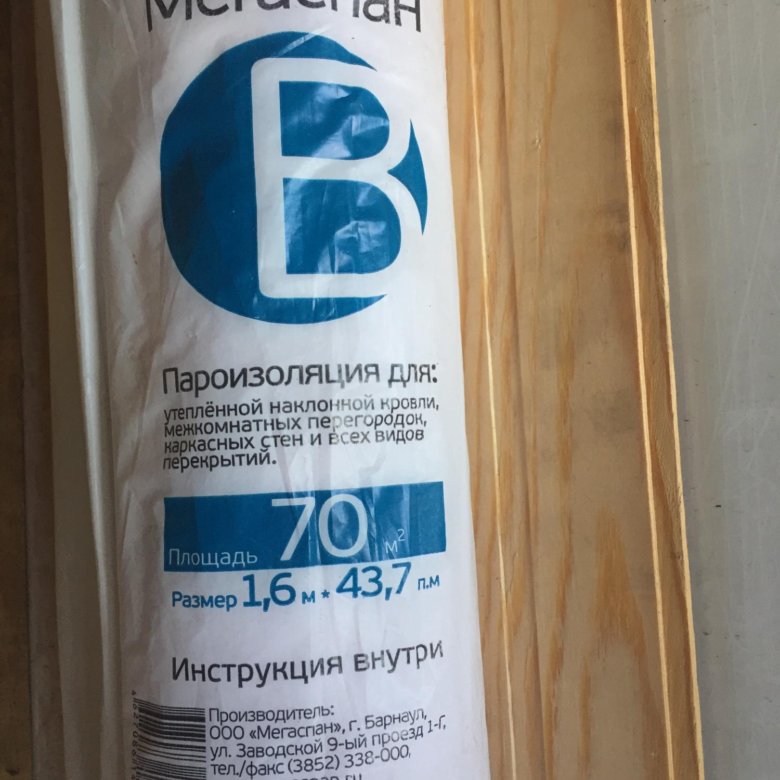 Мегаспан
B
Пароизоляция для:
утеплённой наклонной кровли,
межкомнатных перегородок,
каркасных стен и всех видов
перекрытий.
Площадь 70 м²
Размер 1,6 м * 43,7 п.м
Инструкция внутри
Производитель:
ООО «Мегаспан», г. Барнаул,
ул. Заводской 9-ый проезд 1-Г,
тел./факс (3852) 338-000,